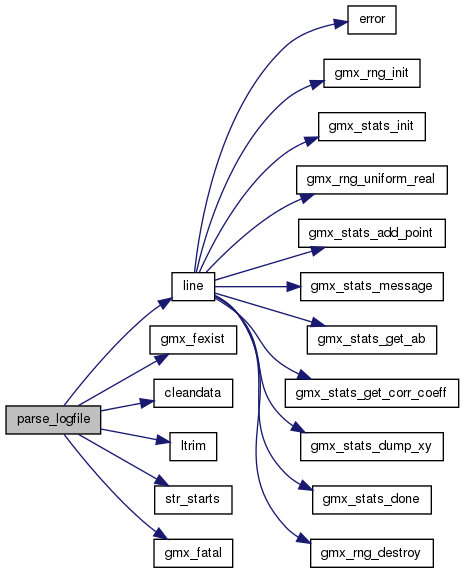 error
gmx_rng_init
gmx_stats_init
gmx_rng_uniform_real
gmx_stats_add_point
line
gmx_stats_message
gmx_fexist
gmx_stats_get_ab
cleandata
gmx_stats_get_corr_coeff
parse_logfile
ltrim
gmx_stats_dump_xy
str_starts
gmx_stats_done
gmx_fatal
gmx_rng_destroy